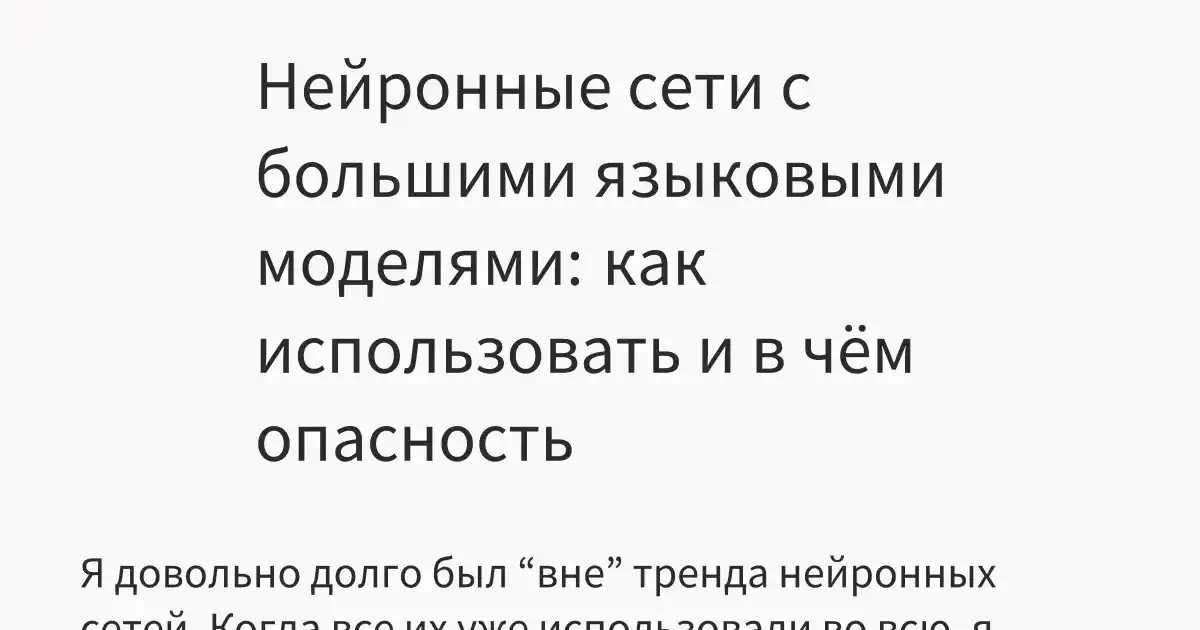 Нейронные сети с
большими языковыми
моделями: как
использовать и в чём
опасность
Я довольно долго был “вне” тренда нейронных
сетей. Когда все их уже использовали во всю, я